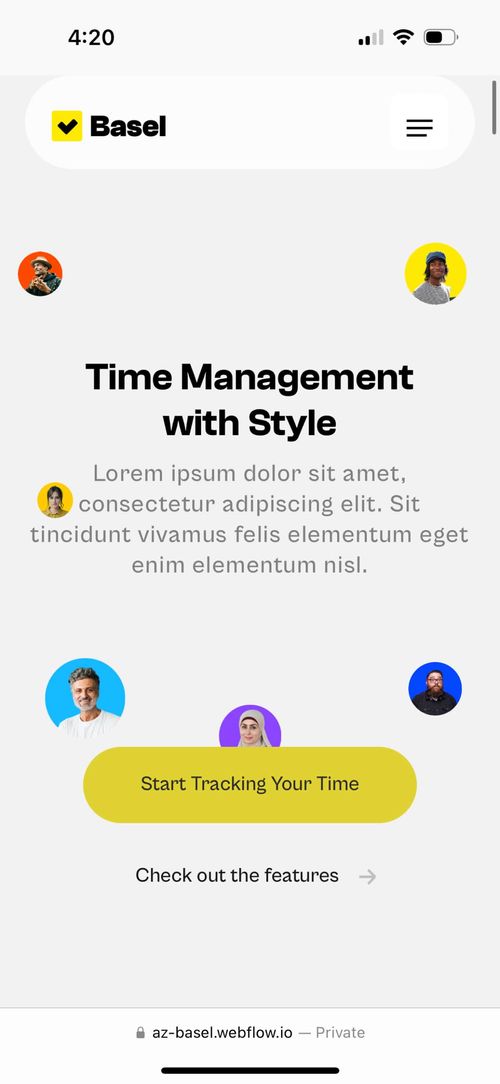 4:20
Basel
Time Management
with Style
Lorem ipsum dolor sit amet,
consectetur adipiscing elit. Sit
tincidunt vivamus felis elementum eget
enim elementum nisl.
Start Tracking Your Time
Check out the features →
az-basel.webflow.io — Private